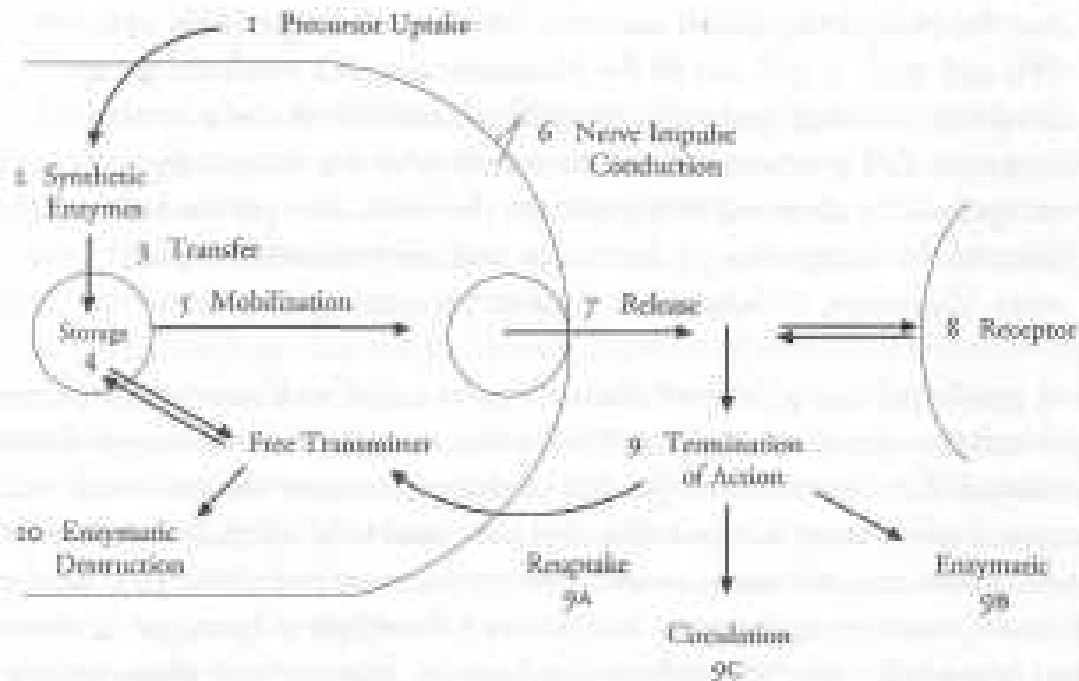 1 Precursor Uptake
6 Nerve Impulse
Conduction
2 Synthetic
Enzymes
3 Transfer
5 Mobilization
7 Release
Storage
4
8 Receptor
Free Transmitter
9 Termination
of Action
10 Enzymatic
Destruction
Reuptake
9A
Enzymatic
9B
Circulation
9C